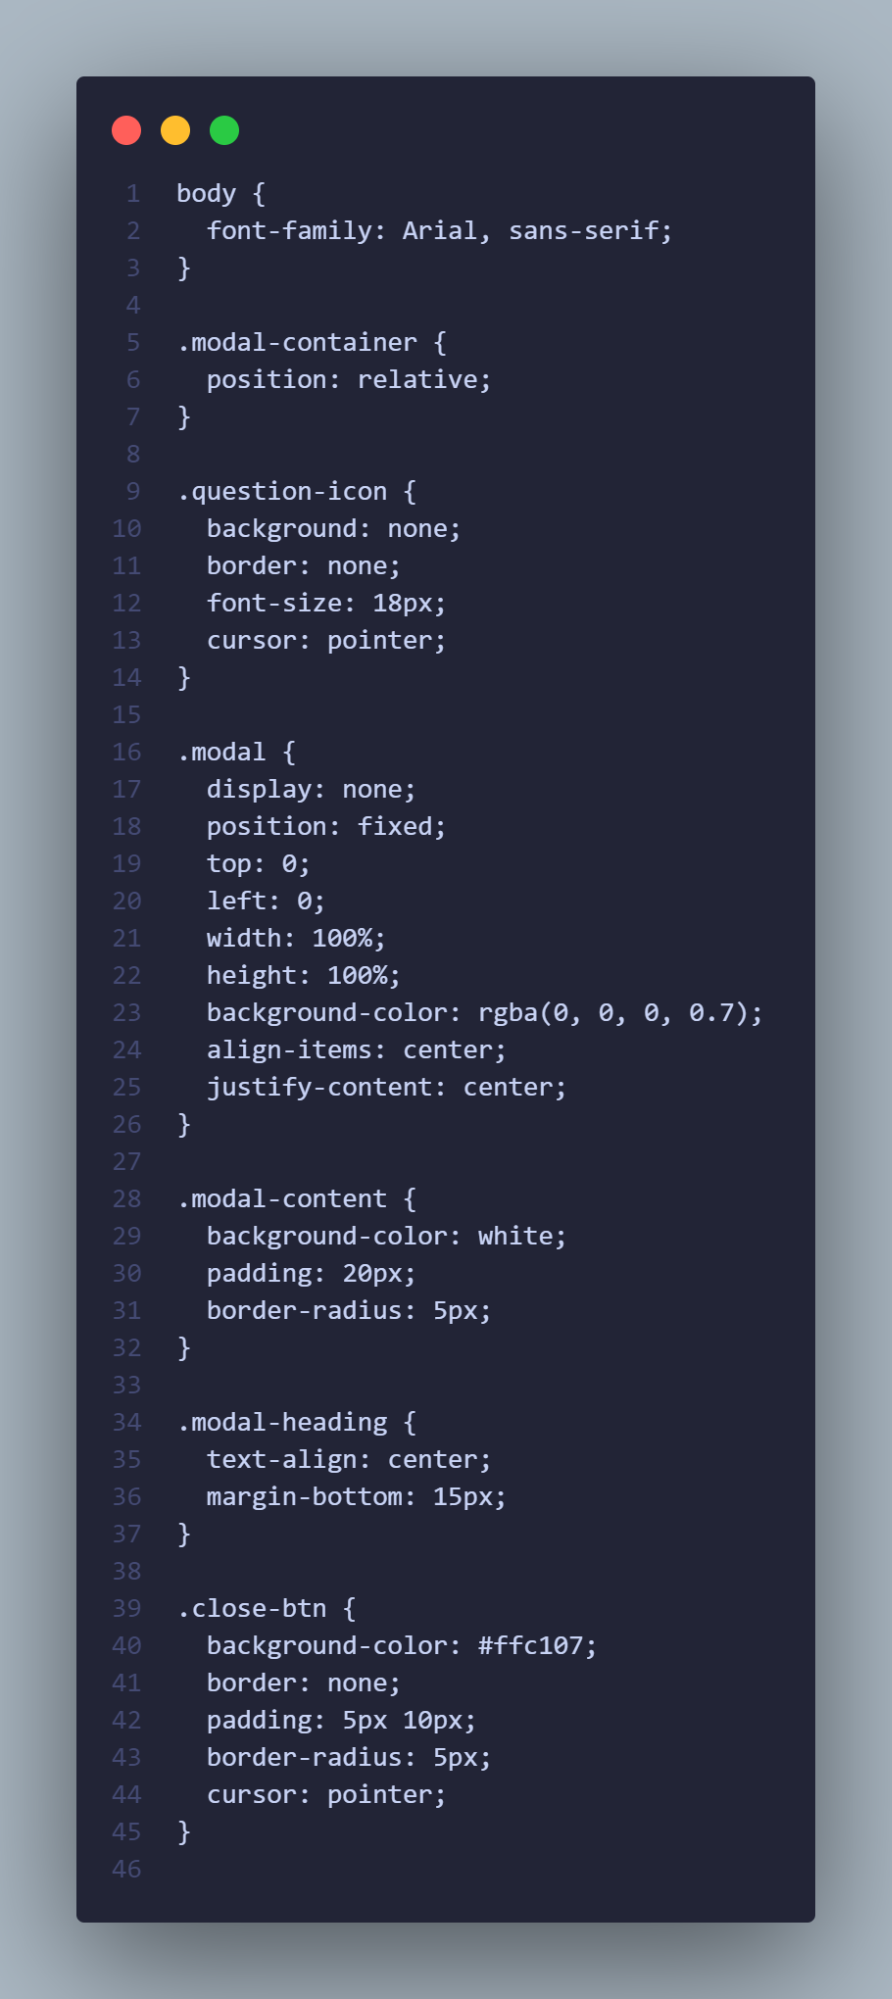 1 body {
2   font-family: Arial, sans-serif;
3 }
4
5 .modal-container {
6   position: relative;
7 }
8
9 .question-icon {
10   background: none;
11   border: none;
12   font-size: 18px;
13   cursor: pointer;
14 }
15
16 .modal {
17   display: none;
18   position: fixed;
19   top: 0;
20   left: 0;
21   width: 100%;
22   height: 100%;
23   background-color: rgba(0, 0, 0, 0.7);
24   align-items: center;
25   justify-content: center;
26 }
27
28 .modal-content {
29   background-color: white;
30   padding: 20px;
31   border-radius: 5px;
32 }
33
34 .modal-heading {
35   text-align: center;
36   margin-bottom: 15px;
37 }
38
39 .close-btn {
40   background-color: #ffc107;
41   border: none;
42   padding: 5px 10px;
43   border-radius: 5px;
44   cursor: pointer;
45 }
46